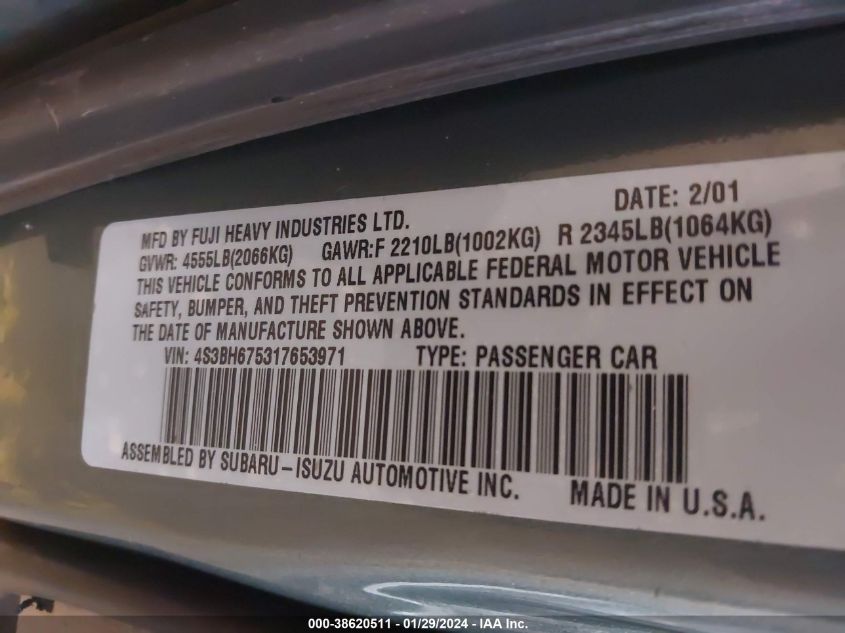 DATE: 2/01
MFD BY FUJI HEAVY INDUSTRIES LTD.
GVWR: 4555LB(2066KG) GAWR:F 2210LB(1002KG) R 2345LB(1064KG)
THIS VEHICLE CONFORMS TO ALL APPLICABLE FEDERAL MOTOR VEHICLE
SAFETY, BUMPER, AND THEFT PREVENTION STANDARDS IN EFFECT ON
THE DATE OF MANUFACTURE SHOWN ABOVE.
VIN: 4S3BH675317653971 TYPE: PASSENGER CAR
ASSEMBLED BY SUBARU-ISUZU AUTOMOTIVE INC. MADE IN U.S.A.
000-38620511 - 01/29/2024 - IAA Inc.